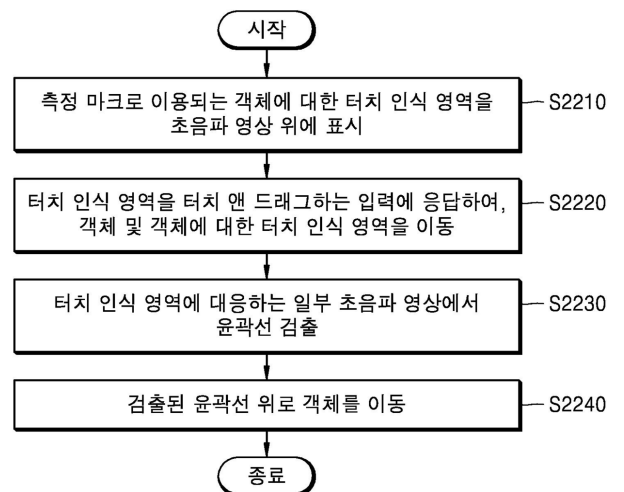 시작
측정 마크로 이용되는 객체에 대한 터치 인식 영역을
초음파 영상 위에 표시
S2210
터치 인식 영역을 터치 앤 드래그하는 입력에 응답하여,
객체 및 객체에 대한 터치 인식 영역을 이동
S2220
터치 인식 영역에 대응하는 일부 초음파 영상에서
윤곽선 검출
S2230
검출된 윤곽선 위로 객체를 이동
S2240
종료